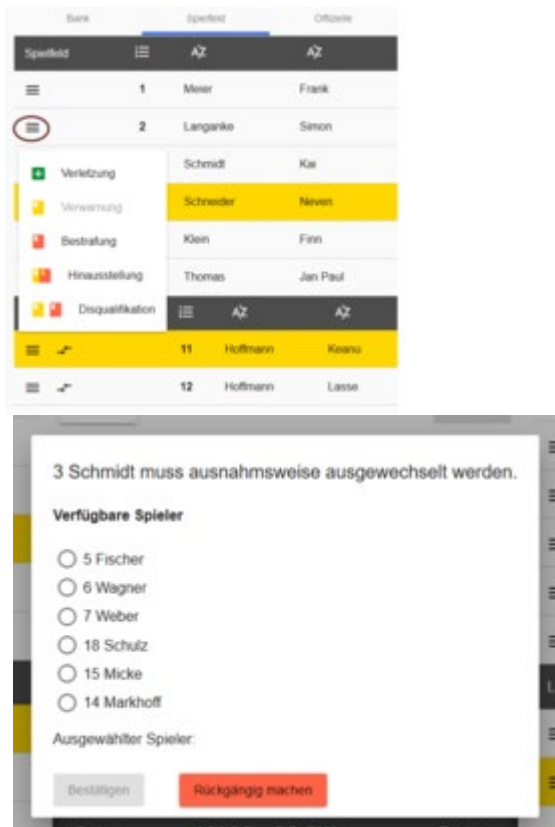 Bank Spielfeld Offizielle
Spielfeld AZ AZ
1 Meier Frank
2 Langanke Simon
Verletzung Schmidt Kai
Verwarnung Schneider Neven
Bestrafung Klein Finn
Hinausstellung Thomas Jan Paul
Disqualifikation AZ AZ
11 Hoffmann Keanu
12 Hoffmann Lasse
3 Schmidt muss ausnahmsweise ausgewechselt werden.
Verfügbare Spieler
5 Fischer
6 Wagner
7 Weber
18 Schulz
15 Micke
14 Markhoff
Ausgewählter Spieler:
Bestätigen Rückgängig machen